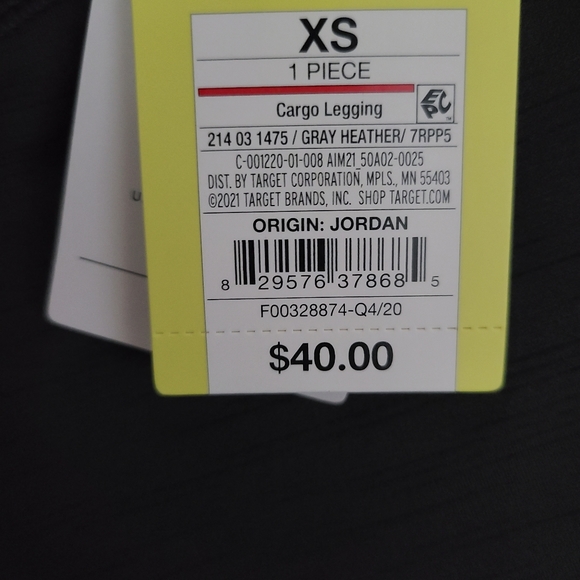 XS
1 PIECE
Cargo Legging
EPC
214 03 1475 / GRAY HEATHER/ 7RPP5
C-001220-01-008 AIM21_50A02-0025
DIST. BY TARGET CORPORATION, MPLS., MN 55403
©2021 TARGET BRANDS, INC. SHOP TARGET.COM
ORIGIN: JORDAN
8 29576 37868 5
F00328874-Q4/20
$40.00